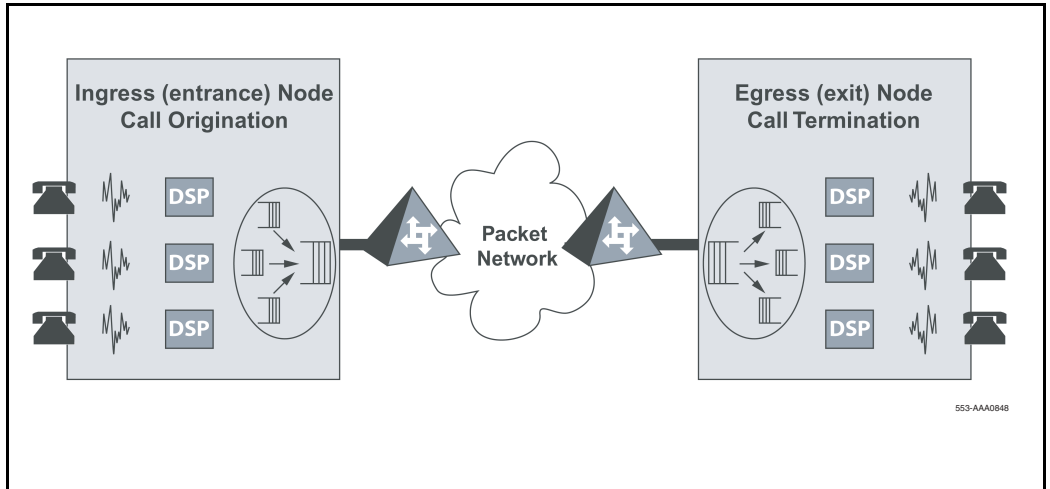 Ingress (entrance) Node
Call Origination
DSP
DSP
DSP
Packet
Network
Egress (exit) Node
Call Termination
DSP
DSP
DSP
553-AAA0848